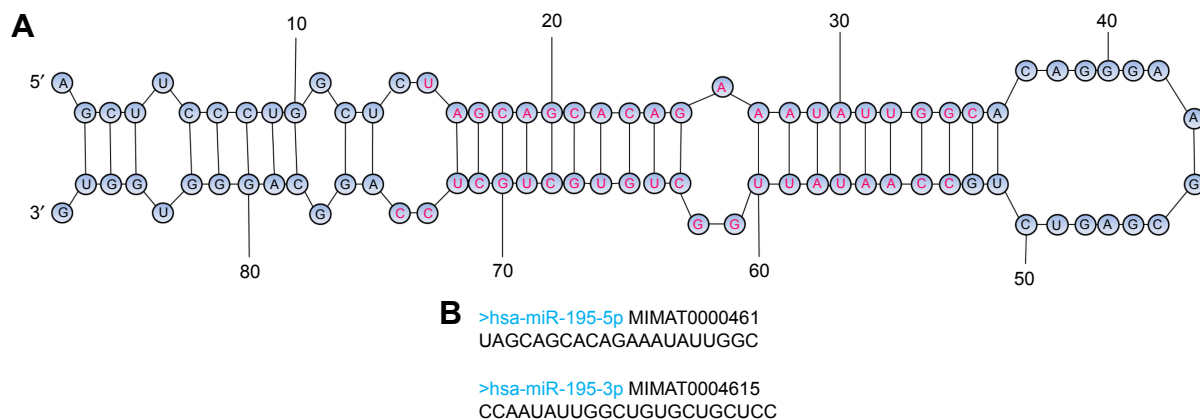 A
10 20 30 40
5′ A G C U U C C C U G G C U C U A G C A G C A C A G A A A U A U U G G C A C A G G G A A G
3′ G U G G U G G G A C G G A C C U C G U C G U G U C G G U U A U A A C C G U C U G A G C
80 70 60 50
B
>hsa-miR-195-5p MIMAT0000461
UAGCAGCACAGAAAUAUUGGC
>hsa-miR-195-3p MIMAT0004615
CCAAUAUUGGCUGUGCUGCUCC